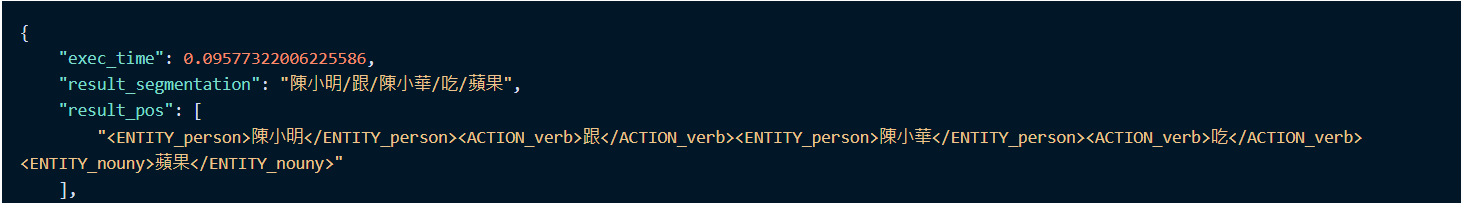 {
    "exec_time": 0.09577322006225586,
    "result_segmentation": "陳小明/跟/陳小華/吃/蘋果",
    "result_pos": [
        "<ENTITY_person>陳小明</ENTITY_person><ACTION_verb>跟</ACTION_verb><ENTITY_person>陳小華</ENTITY_person><ACTION_verb>吃</ACTION_verb>
<ENTITY_nouny>蘋果</ENTITY_nouny>"
    ],